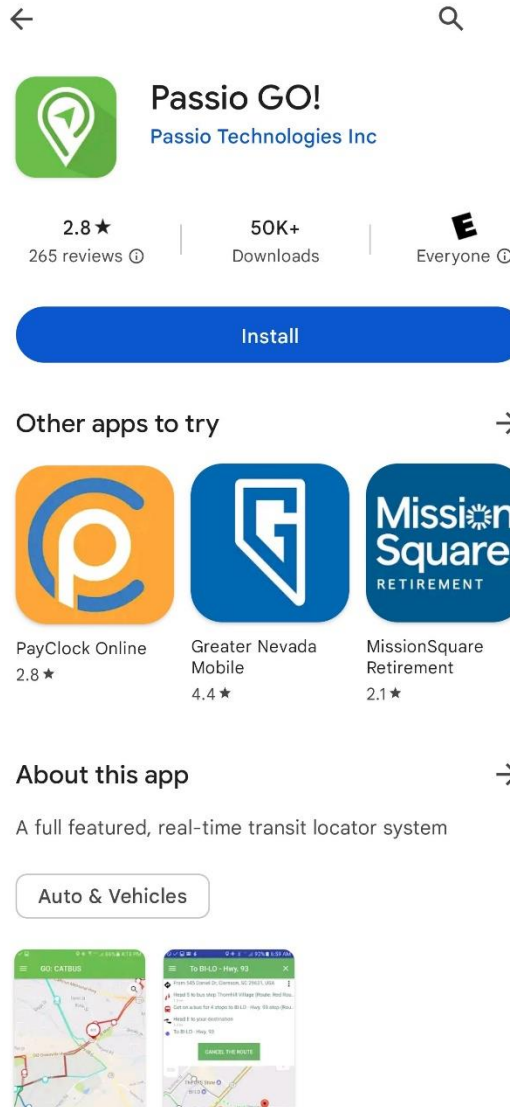 Passio GO!
Passio Technologies Inc
2.8★
265 reviews
50K+
Downloads
E
Everyone
Install
Other apps to try
Mission
Square
RETIREMENT
PayClock Online
2.8★
Greater Nevada
Mobile
4.4★
MissionSquare
Retirement
2.1★
About this app
A full featured, real-time transit locator system
Auto & Vehicles
GO: CATBUS
To BI-LO - Hwy. 93
CANCEL THE ROUTE